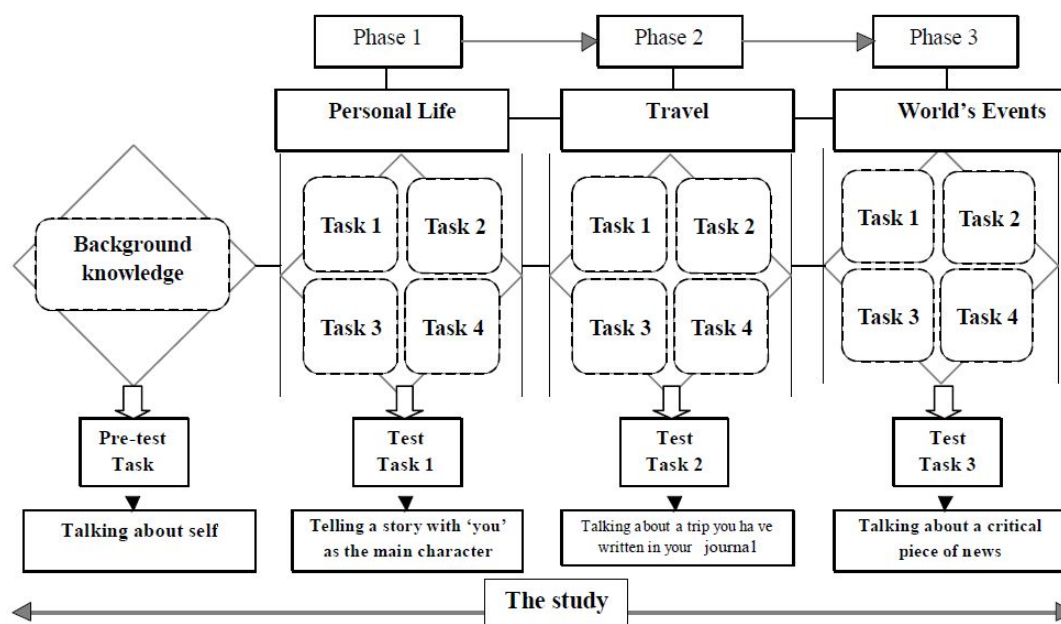 Phase 1
Phase 2
Phase 3
Personal Life
Travel
World's Events
Background
knowledge
Task 1
Task 2
Task 3
Task 4
Task 1
Task 2
Task 3
Task 4
Task 1
Task 2
Task 3
Task 4
Pre-test
Task
Test
Task 1
Test
Task 2
Test
Task 3
Talking about self
Telling a story with ‘you’
as the main character
Talking about a trip you have
written in your journal
Talking about a critical
piece of news
The study